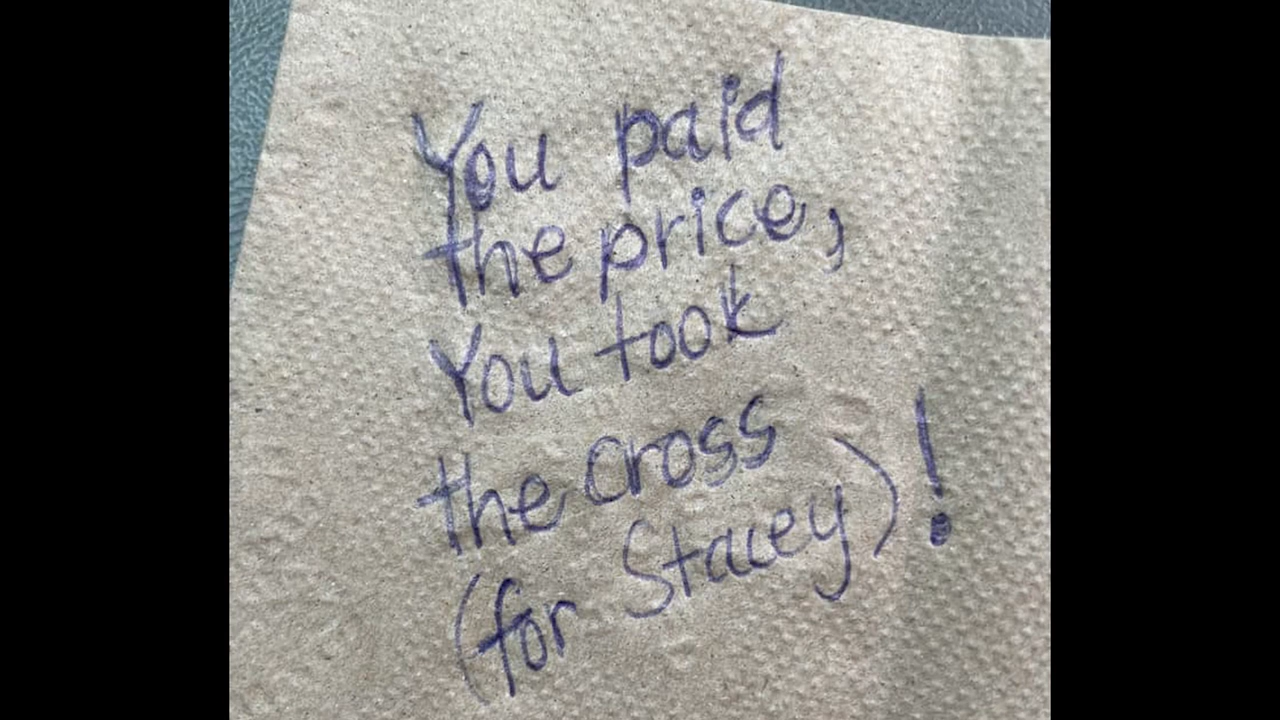 You paid
the price,
You took
the cross
(for Stacey)!